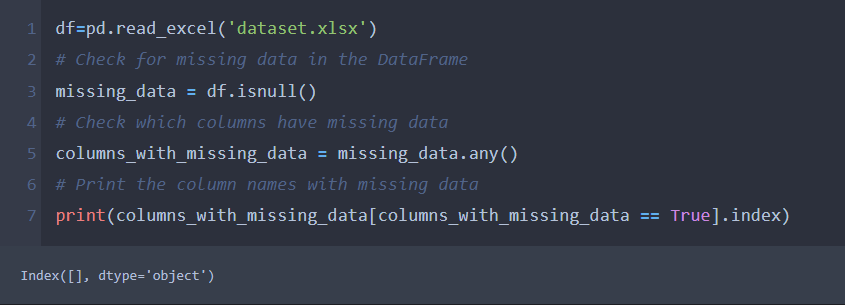 1 df=pd.read_excel('dataset.xlsx')
2 # Check for missing data in the DataFrame
3 missing_data = df.isnull()
4 # Check which columns have missing data
5 columns_with_missing_data = missing_data.any()
6 # Print the column names with missing data
7 print(columns_with_missing_data[columns_with_missing_data == True].index)
Index([], dtype='object')